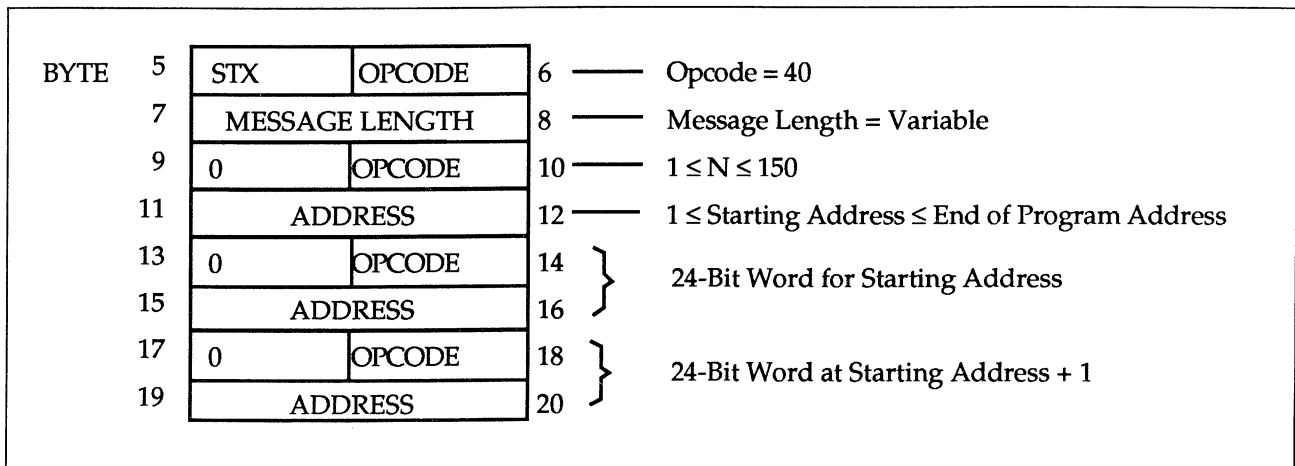 BYTE 5 STX OPCODE 6 Opcode = 40
7 MESSAGE LENGTH 8 Message Length = Variable
9 0 OPCODE 10 1 ≤ N ≤ 150
11 ADDRESS 12 1 ≤ Starting Address ≤ End of Program Address
13 0 OPCODE 14
24-Bit Word for Starting Address
15 ADDRESS 16
17 0 OPCODE 18
24-Bit Word at Starting Address + 1
19 ADDRESS 20